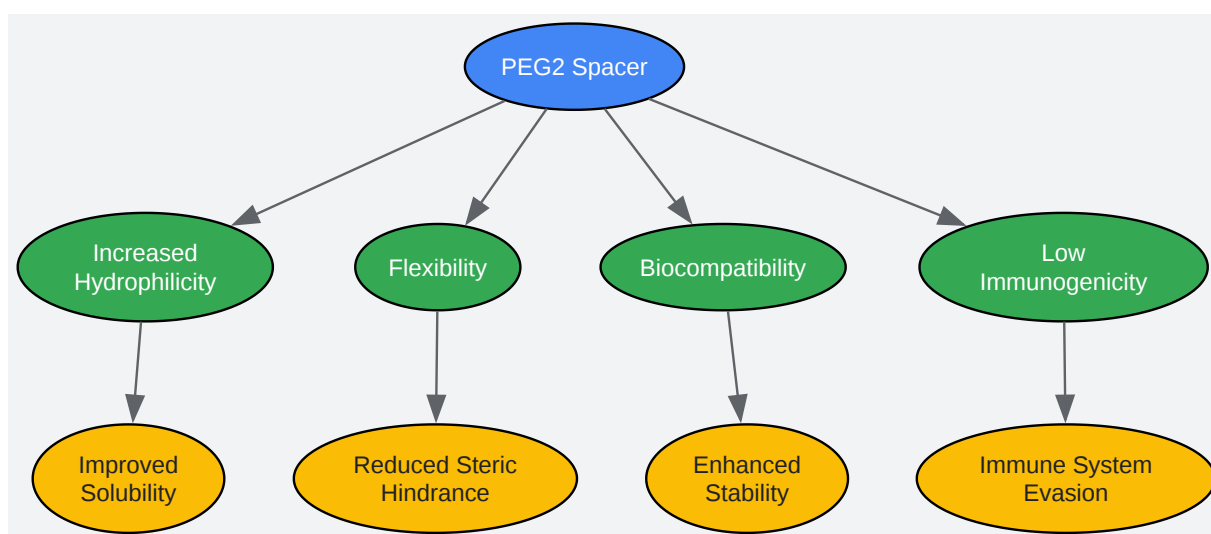 PEG2 Spacer
Increased
Hydrophilicity
Flexibility
Biocompatibility
Low
Immunogenicity
Improved
Solubility
Reduced Steric
Hindrance
Enhanced
Stability
Immune System
Evasion